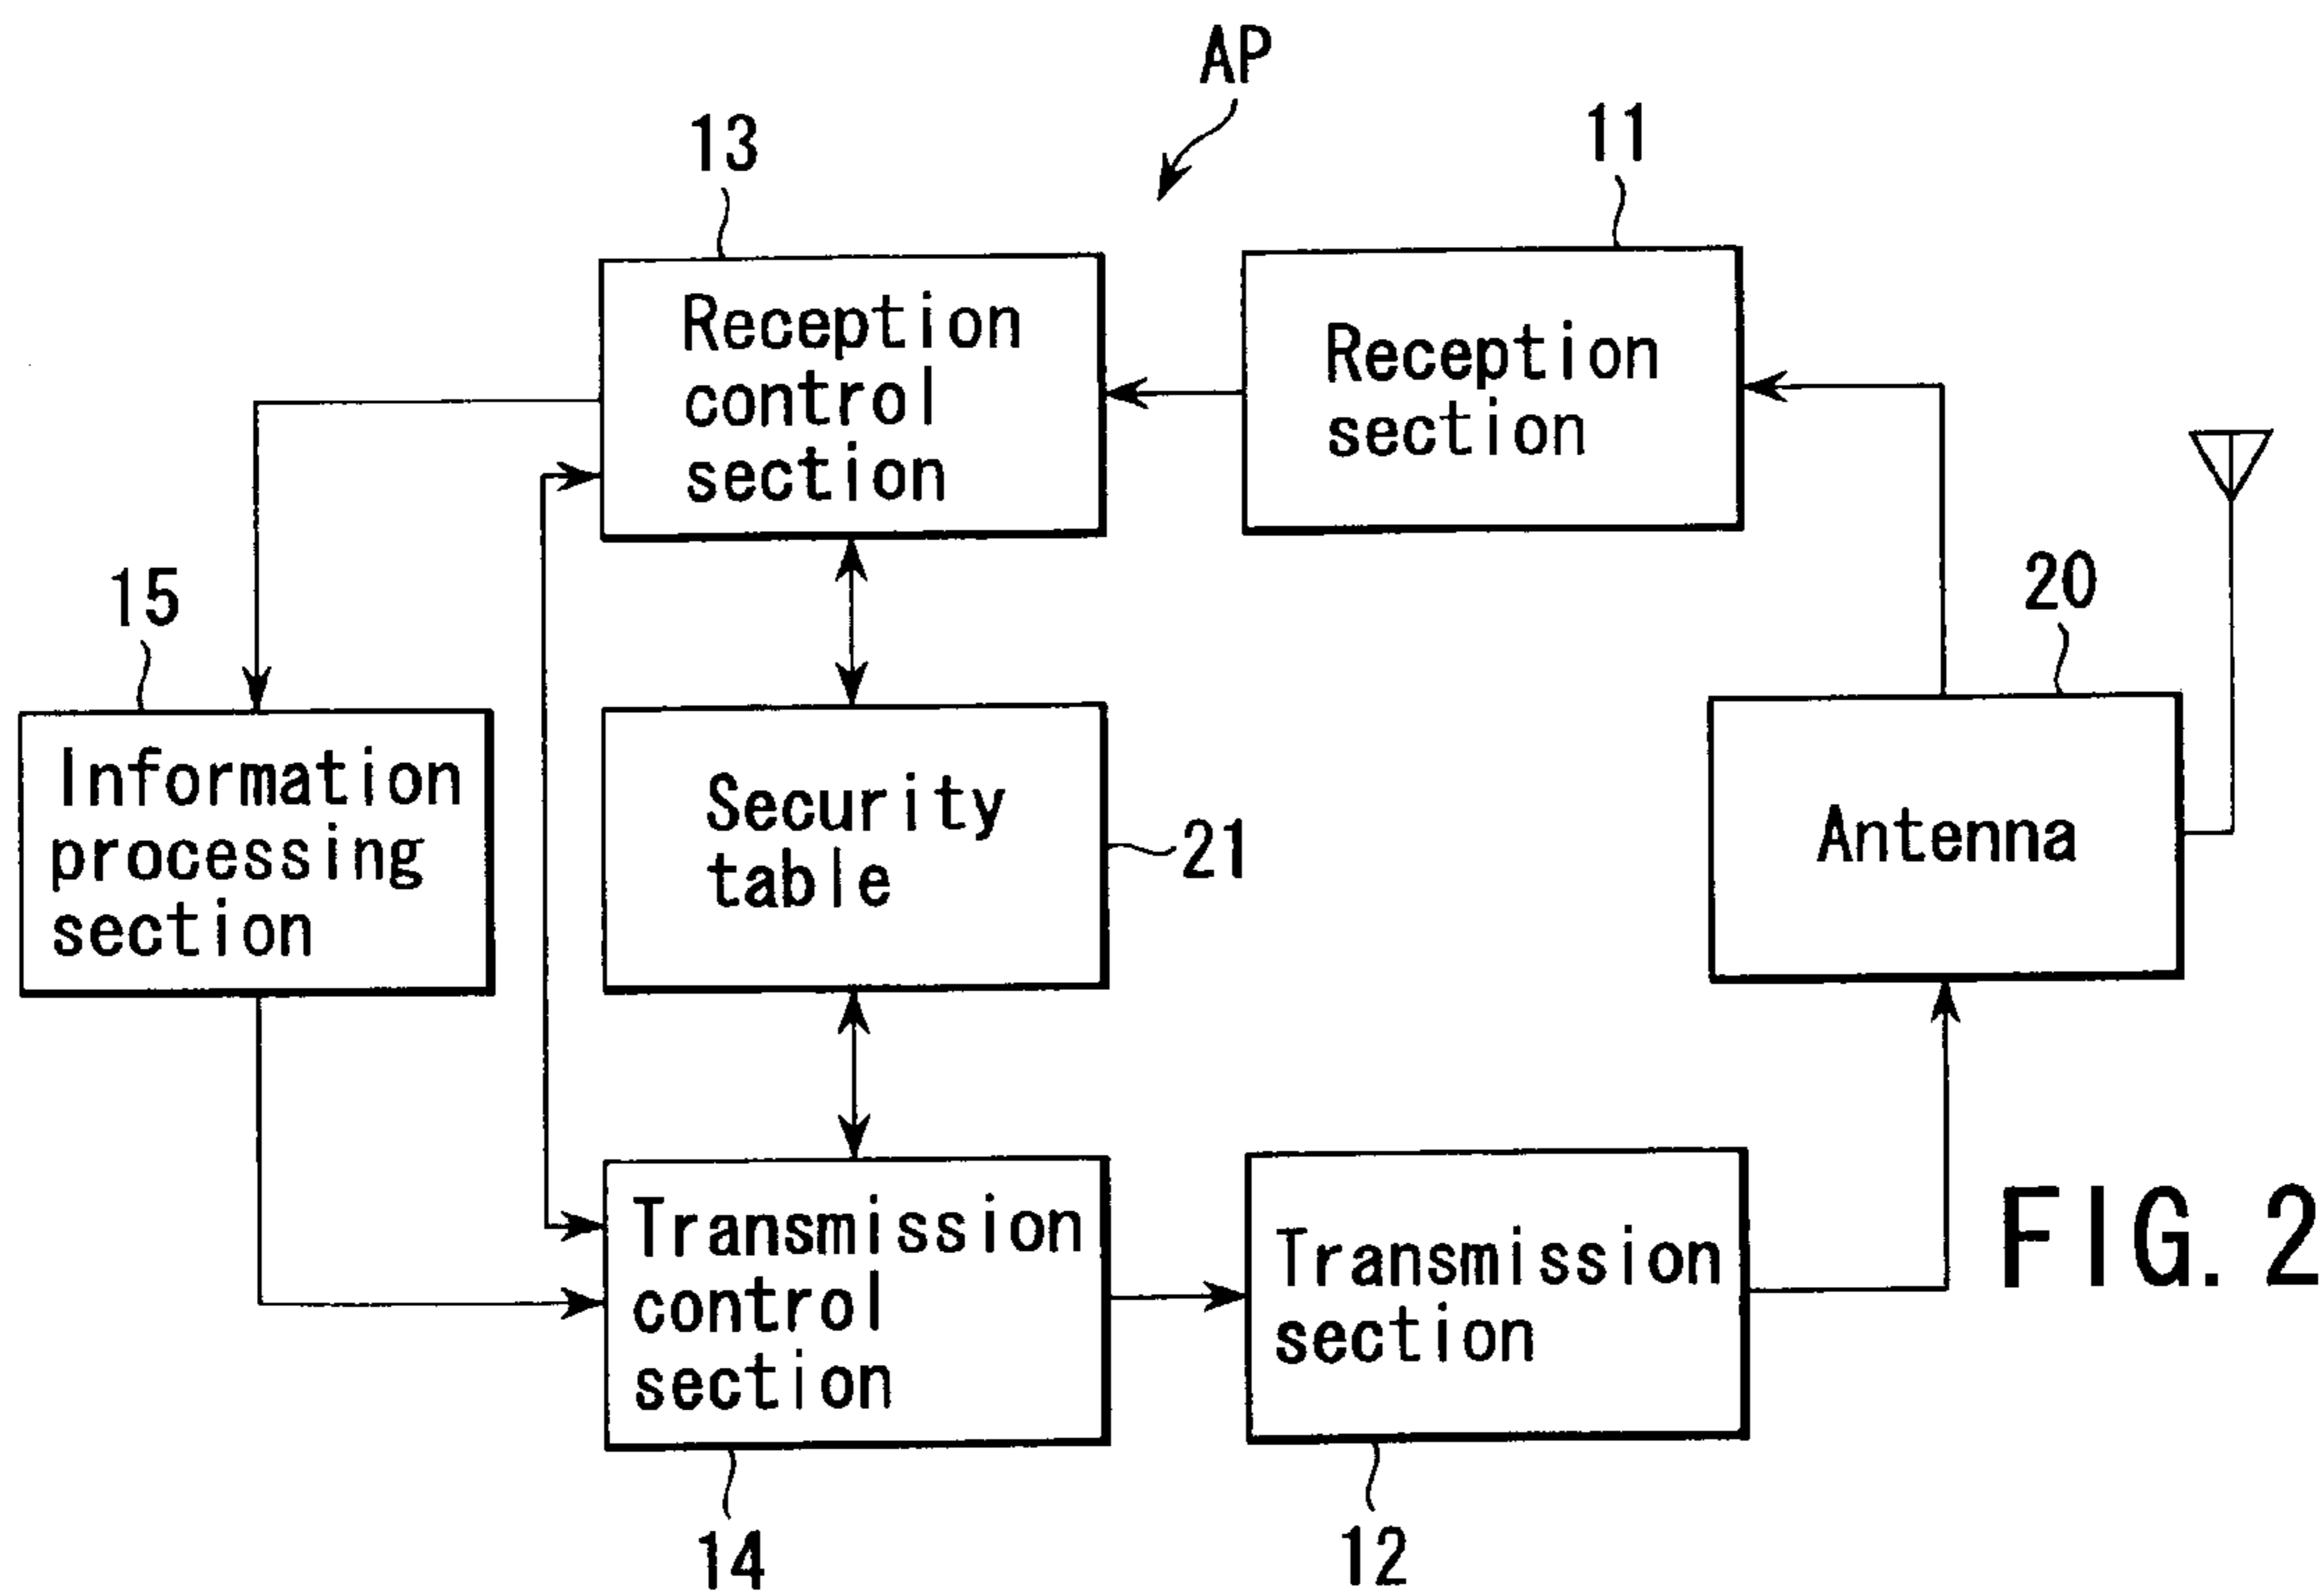 AP
13
11
Reception
control
section
Reception
section
15
20
Information
processing
section
Security
table
21
Antenna
Transmission
control
section
Transmission
section
FIG. 2
14
12